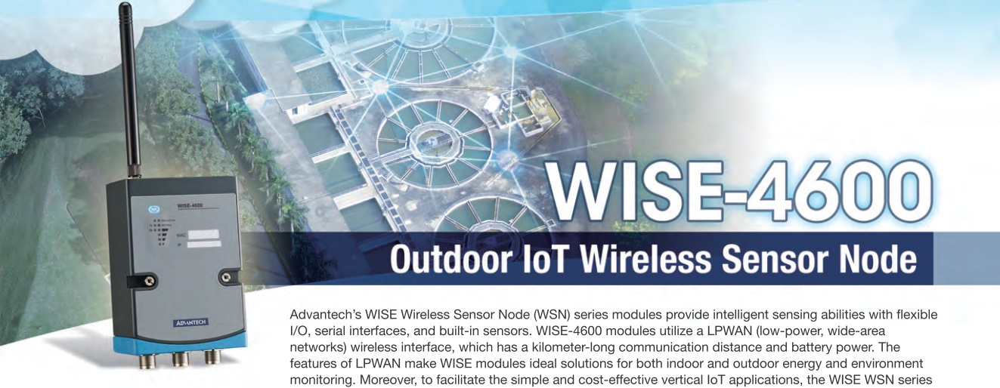 WISE-4600
Outdoor IoT Wireless Sensor Node
WISE-4600
MAC
IP
ADVANTECH
Advantech's WISE Wireless Sensor Node (WSN) series modules provide intelligent sensing abilities with flexible
I/O, serial interfaces, and built-in sensors. WISE-4600 modules utilize a LPWAN (low-power, wide-area
networks) wireless interface, which has a kilometer-long communication distance and battery power. The
features of LPWAN make WISE modules ideal solutions for both indoor and outdoor energy and environment
monitoring. Moreover, to facilitate the simple and cost-effective vertical IoT applications, the WISE WSN series